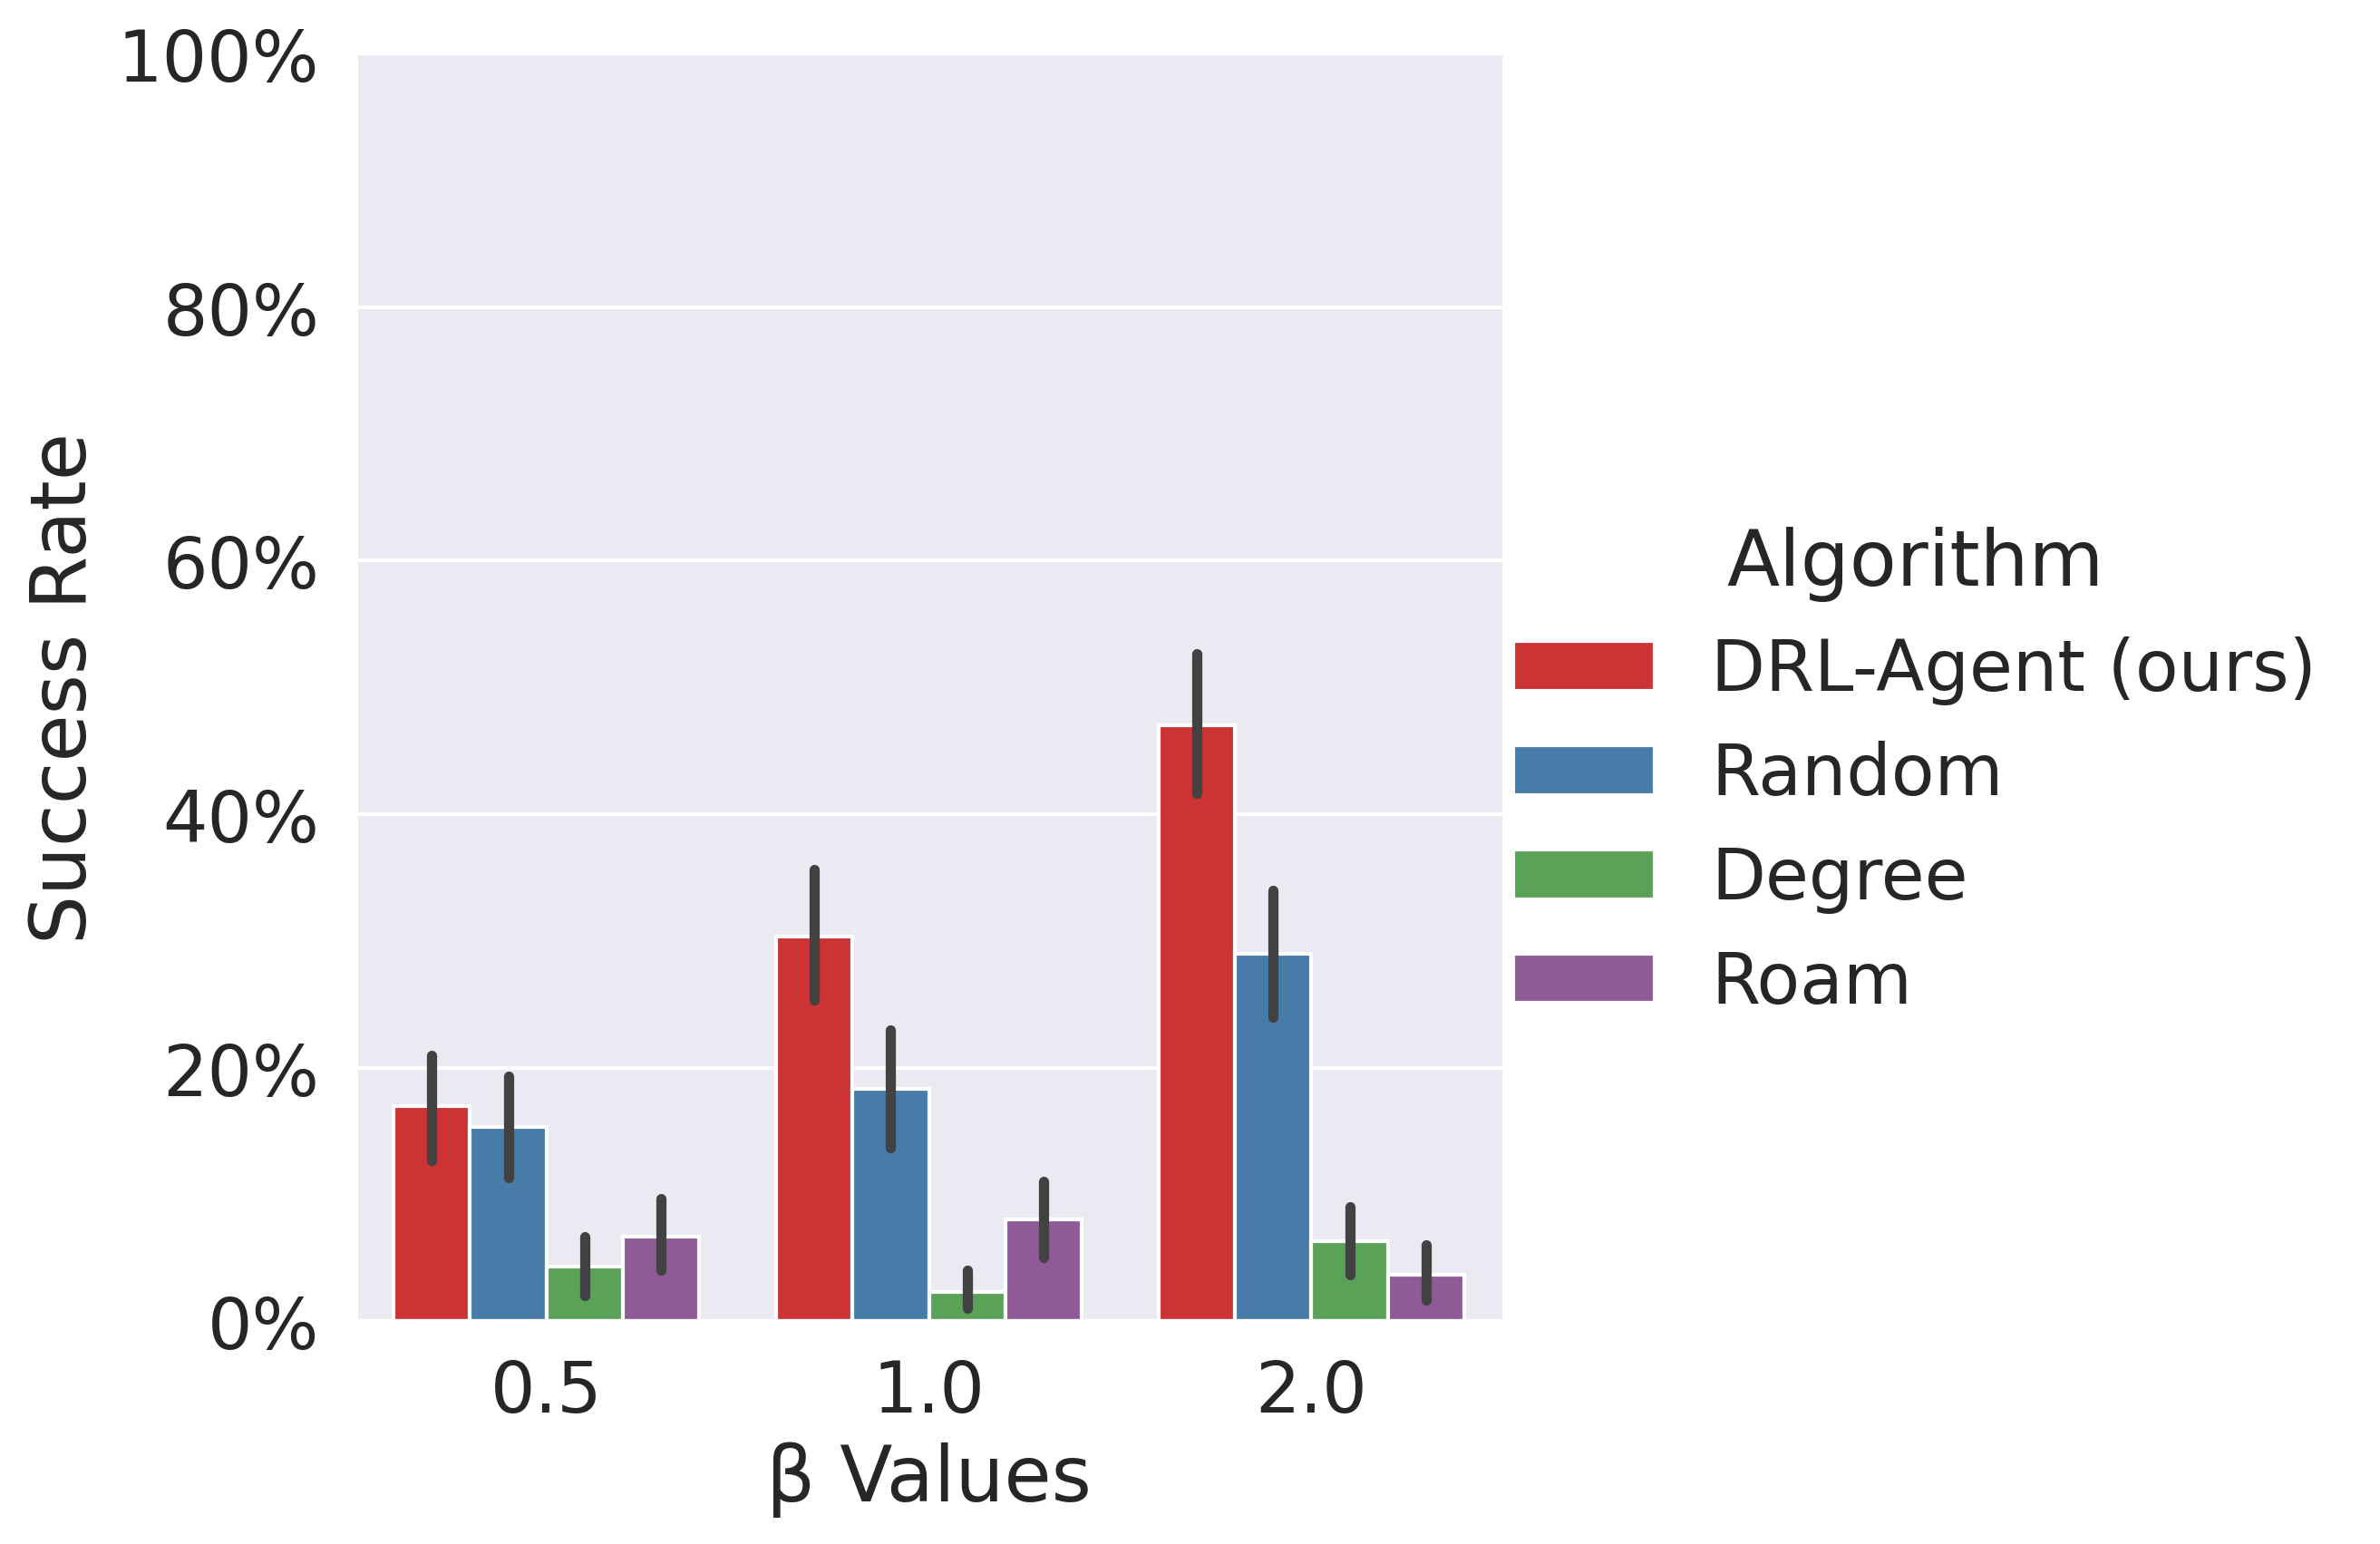 100%
80%
60%
40%
20%
0%
Success Rate
0.5 1.0 2.0
β Values
Algorithm
DRL-Agent (ours)
Random
Degree
Roam